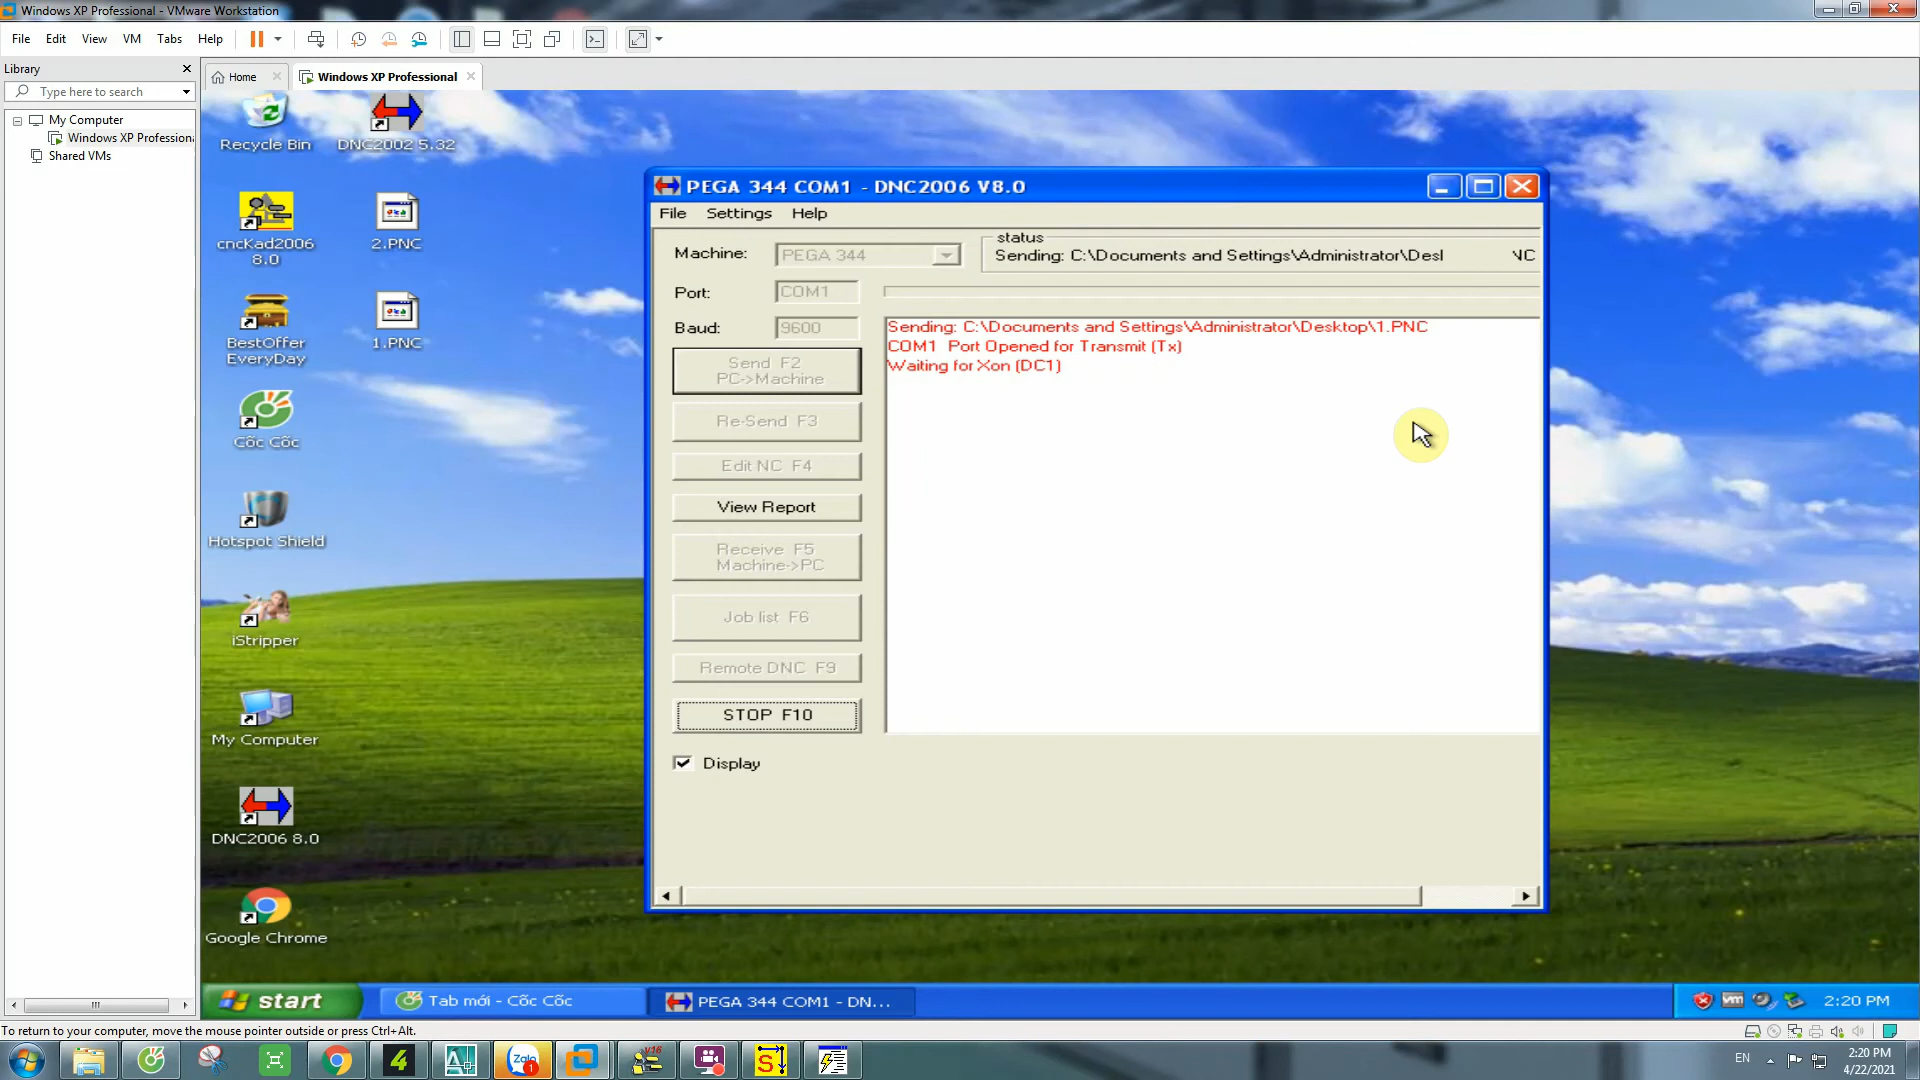 Windows XP Professional - VMware Workstation
File Edit View VM Tabs Help
Library
Type here to search
My Computer
Windows XP Professiona
Shared VMs
Home
Windows XP Professional
Recycle Bin
DNC2002 5.32
cncKad2006
8.0
2.PNC
BestOffer
EveryDay
1.PNC
Cốc Cốc
Hotspot Shield
iStripper
My Computer
DNC2006 8.0
Google Chrome
PEGA 344 COM1 - DNC2006 V8.0
File Settings Help
Machine:
PEGA 344
status
Sending: C:\Documents and Settings\Administrator\Desl
NC
Port:
COM1
Baud:
9600
Sending: C:\Documents and Settings\Administrator\Desktop\1.PNC
COM1 Port Opened for Transmit (Tx)
Waiting for Xon (DC1)
Send F2
PC->Machine
Re-Send F3
Edit NC F4
View Report
Receive F5
Machine->PC
Job list F6
Remote DNC F9
STOP F10
Display
start
Tab mới - Cốc Cốc
PEGA 344 COM1 - DN...
vm
2:20 PM
To return to your computer, move the mouse pointer outside or press Ctrl+Alt.
4
A
Zalo
1
V16
S
EN
2:20 PM
4/22/2021